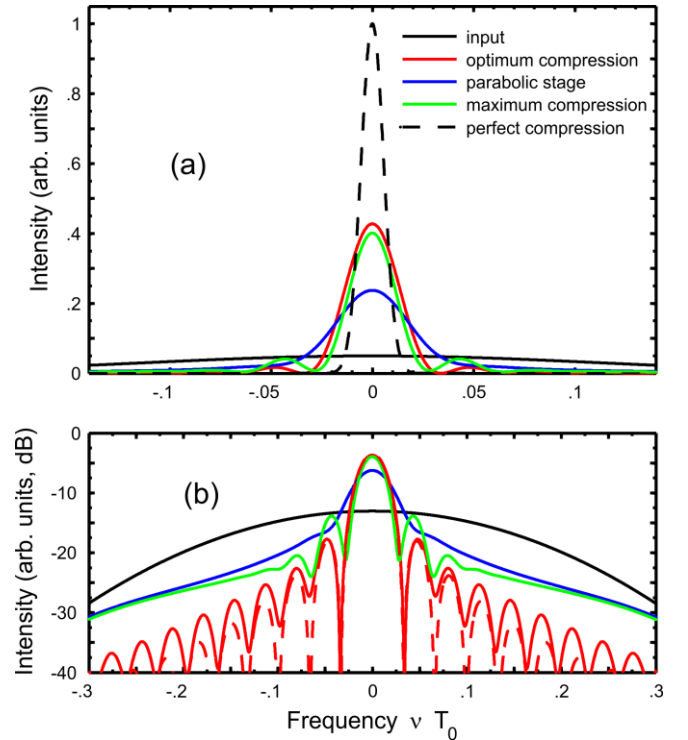 Intensity (arb. units)
1
.8
.6
.4
.2
0
(a)
input
optimum compression
parabolic stage
maximum compression
perfect compression
-.1
-0.05
0
0.05
.1
Intensity (arb. units, dB)
0
-10
-20
-30
-40
(b)
-.3
-.2
-.1
0
.1
.2
.3
Frequency ν T0